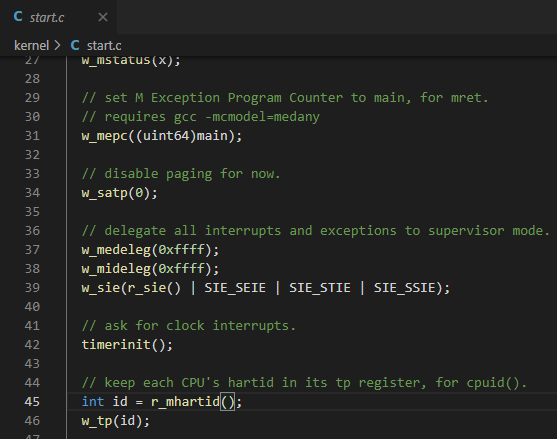 C start.c ×
kernel > C start.c
27 w_mstatus(x);
28
29 // set M Exception Program Counter to main, for mret.
30 // requires gcc -mcmodel=medany
31 w_mepc((uint64)main);
32
33 // disable paging for now.
34 w_satp(0);
35
36 // delegate all interrupts and exceptions to supervisor mode.
37 w_medeleg(0xffff);
38 w_mideleg(0xffff);
39 w_sie(r_sie() | SIE_SEIE | SIE_STIE | SIE_SSIE);
40
41 // ask for clock interrupts.
42 timerinit();
43
44 // keep each CPU's hartid in its tp register, for cpuid().
45 int id = r_mhartid();
46 w_tp(id);